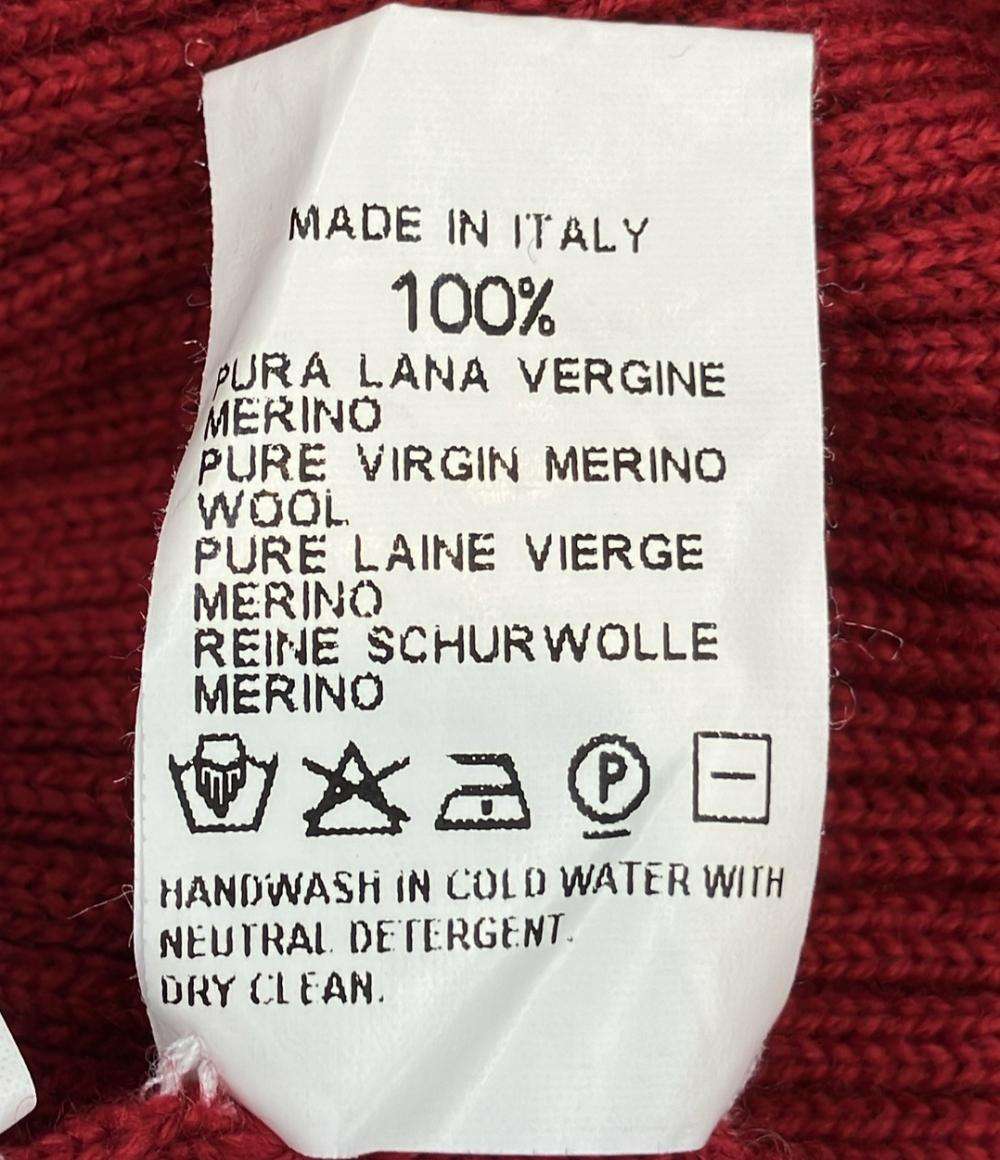 MADE IN ITALY
100%
PURA LANA VERGINE
MERINO
PURE VIRGIN MERINO
WOOL
PURE LAINE VIERGE
MERINO
REINE SCHURWOLLE
MERINO
P
HANDWASH IN COLD WATER WITH
NEUTRAL DETERGENT.
DRY CLEAN.